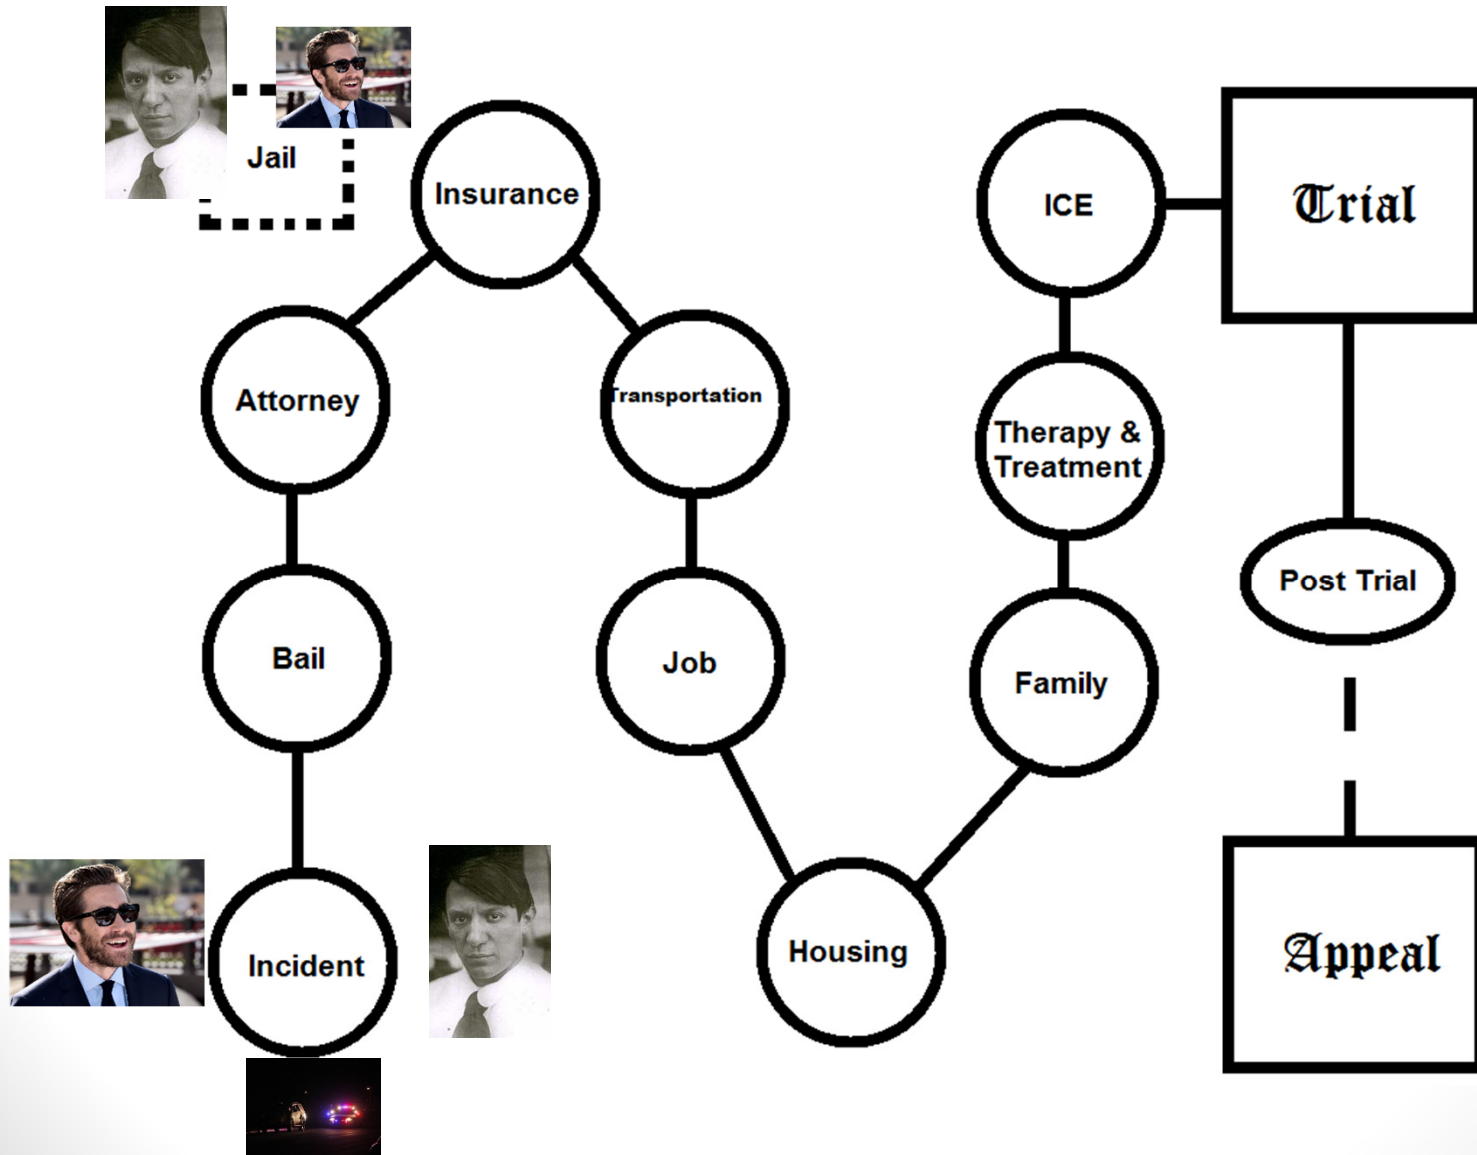 Jail
Insurance
Attorney
Transportation
Bail
Job
Incident
Housing
Family
Therapy &
Treatment
ICE
Trial
Post Trial
Appeal